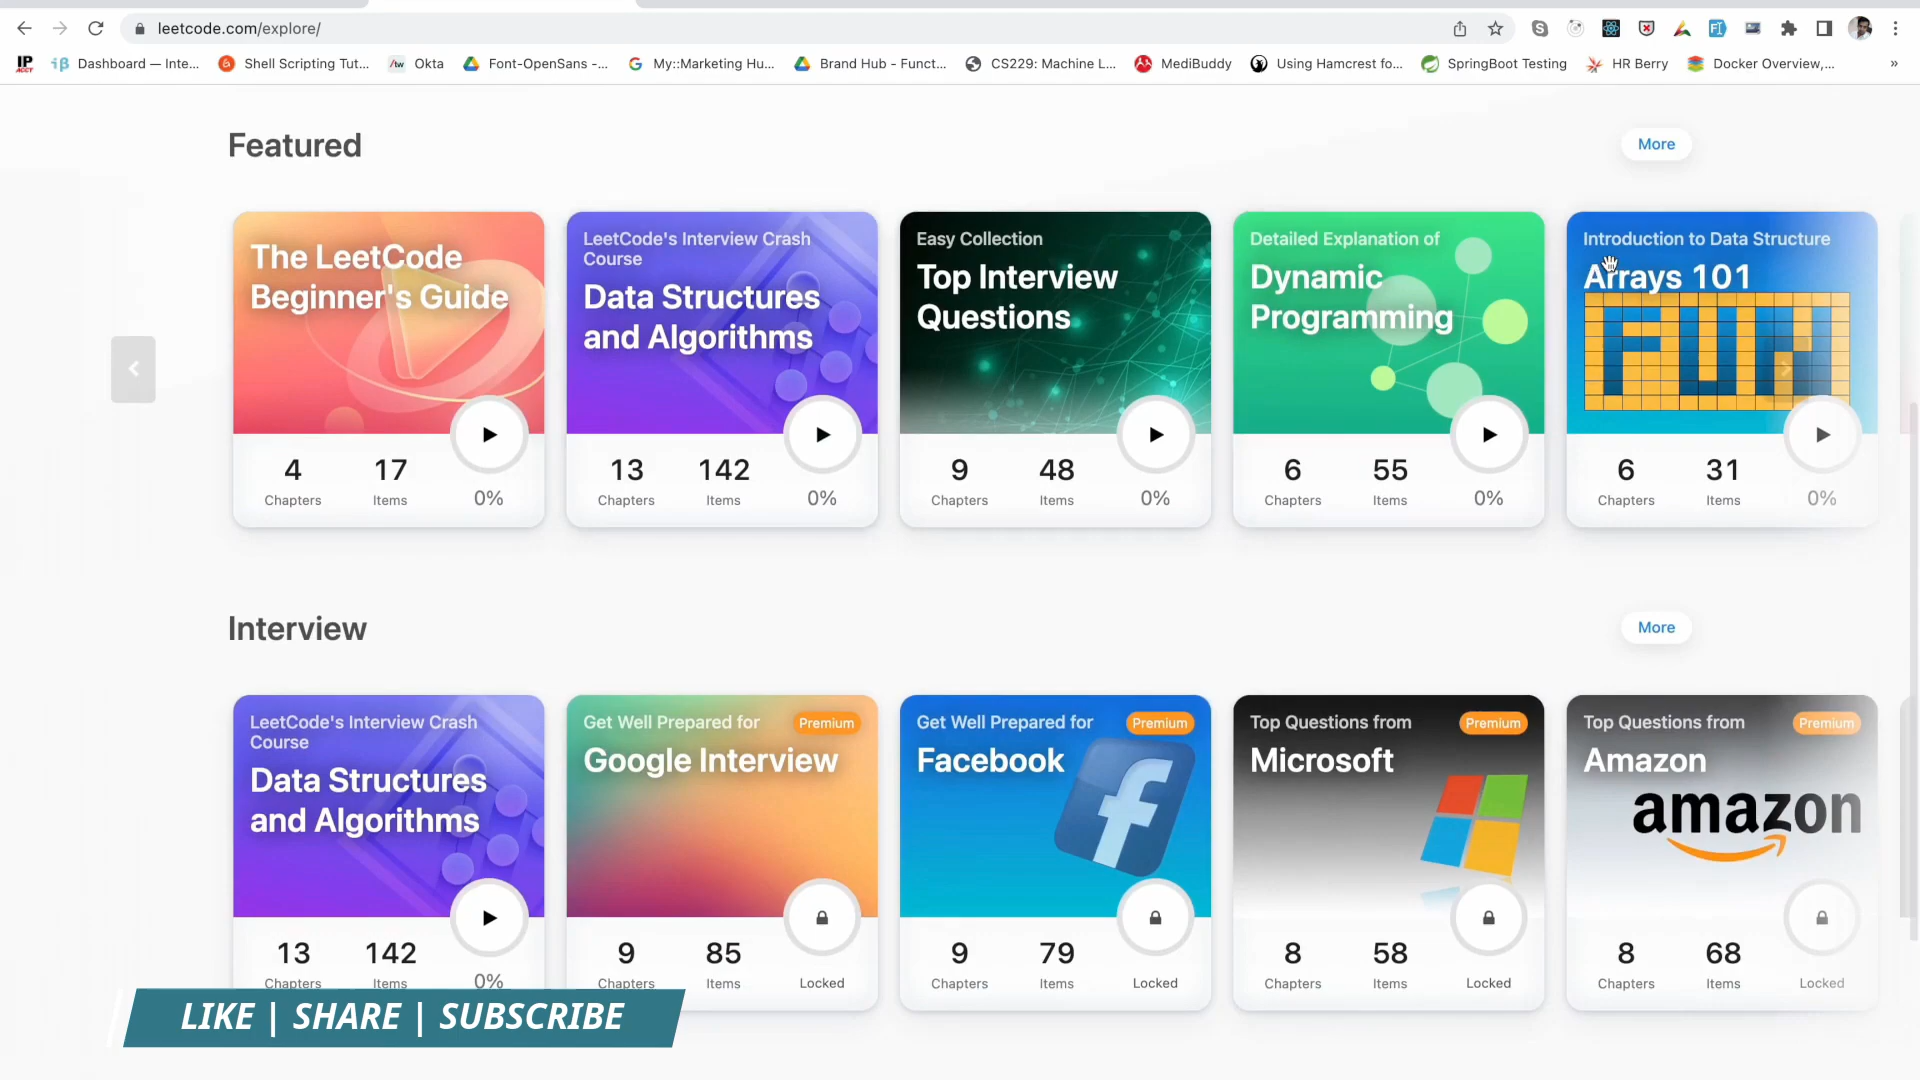 leetcode.com/explore/
IP
ACCT
Dashboard — Inte...
Shell Scripting Tut...
/tw
Okta
Font-OpenSans -...
My::Marketing Hu...
Brand Hub - Funct...
CS229: Machine L...
MediBuddy
Using Hamcrest fo...
SpringBoot Testing
HR Berry
Docker Overview,...
»
Featured
More
The LeetCode
Beginner's Guide
4
Chapters
17
Items
0%
LeetCode's Interview Crash
Course
Data Structures
and Algorithms
13
Chapters
142
Items
0%
Easy Collection
Top Interview
Questions
9
Chapters
48
Items
0%
Detailed Explanation of
Dynamic
Programming
6
Chapters
55
Items
0%
Introduction to Data Structure
Arrays 101
FUN
6
Chapters
31
Items
0%
Interview
More
LeetCode's Interview Crash
Course
Data Structures
and Algorithms
13
Chapters
142
Items
0%
Get Well Prepared for
Premium
Google Interview
9
Chapters
85
Items
Locked
Get Well Prepared for
Premium
Facebook
f
9
Chapters
79
Items
Locked
Top Questions from
Premium
Microsoft
8
Chapters
58
Items
Locked
Top Questions from
Premium
Amazon
amazon
8
Chapters
68
Items
Locked
LIKE | SHARE | SUBSCRIBE